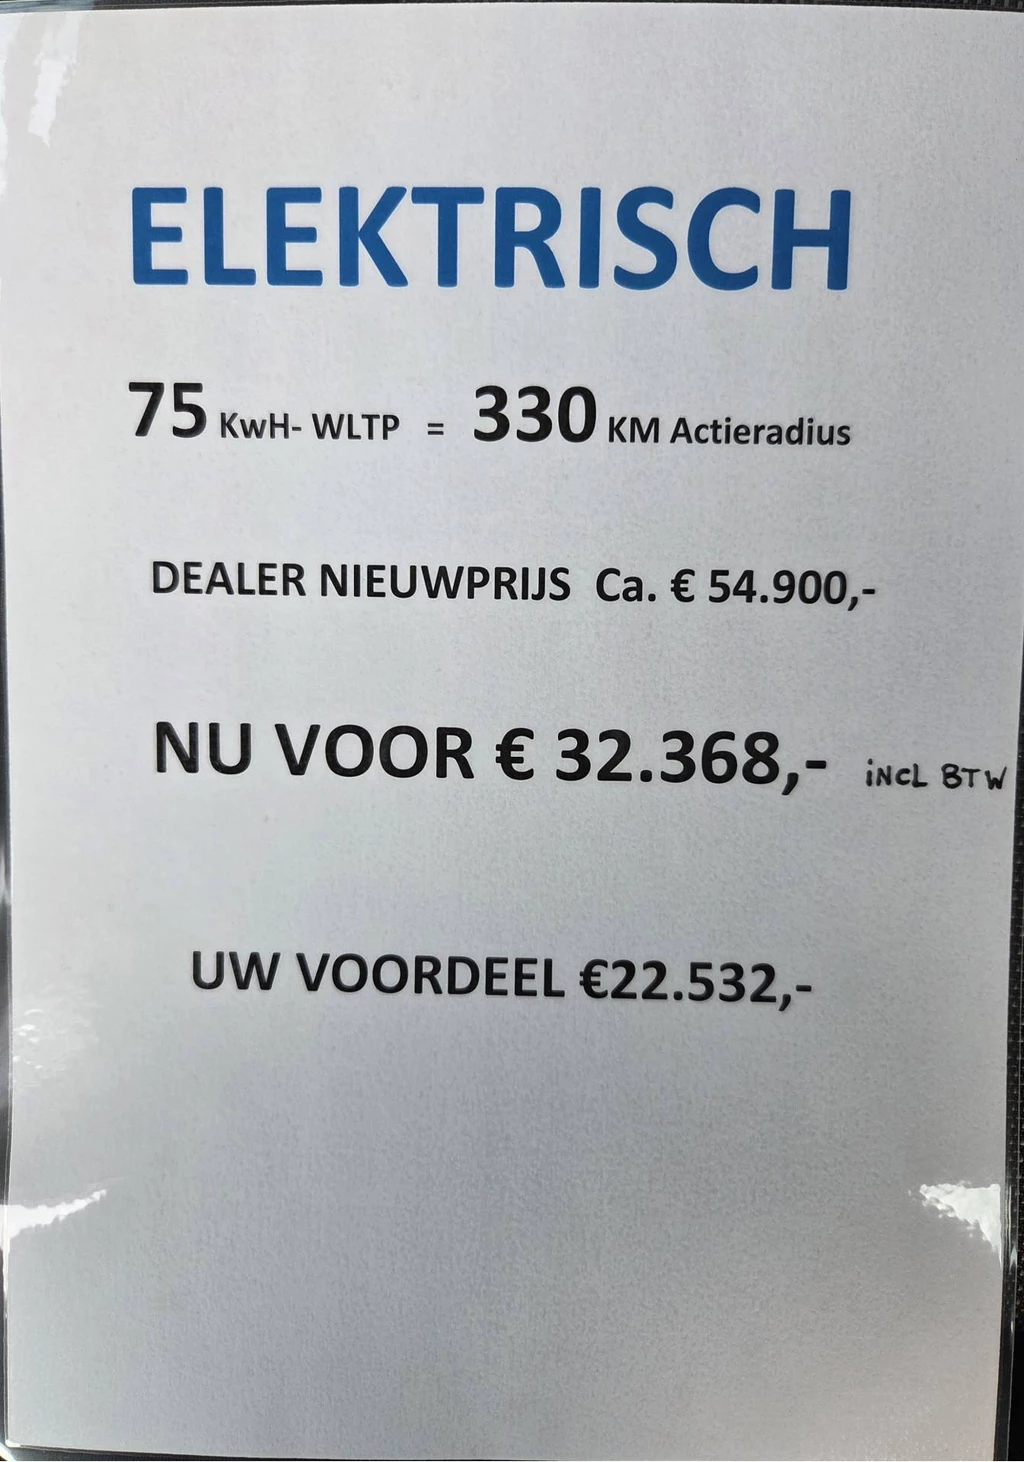 ELEKTRISCH
75 KwH- WLTP = 330 KM Actieradius
DEALER NIEUWPRIJS Ca. € 54.900,-
NU VOOR € 32.368,- iNCL BTW
UW VOORDEEL €22.532,-